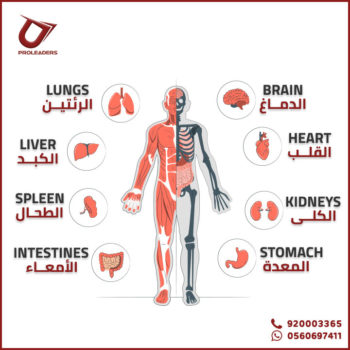 PROLEADERS
LUNGS
الرئتين
LIVER
الكبد
SPLEEN
الطحال
INTESTINES
الأمعاء
BRAIN
الدماغ
HEART
القلب
KIDNEYS
الكلى
STOMACH
المعدة
920003365
0560697411